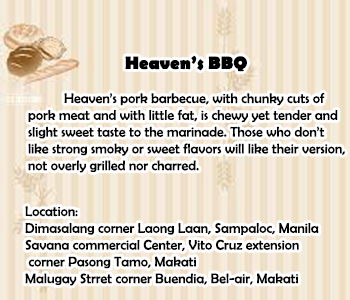 Heaven's BBQ
Heaven's pork barbecue, with chunky cuts of
pork meat and with little fat, is chewy yet tender and
slight sweet taste to the marinade. Those who don't
like strong smoky or sweet flavors will like their version,
not overly grilled nor charred.
Location:
Dimasalang corner Laong Laan, Sampaloc, Manila
Savana commercial Center, Vito Cruz extension
corner Pasong Tamo, Makati
Malugay Strret corner Buendia, Bel-air, Makati